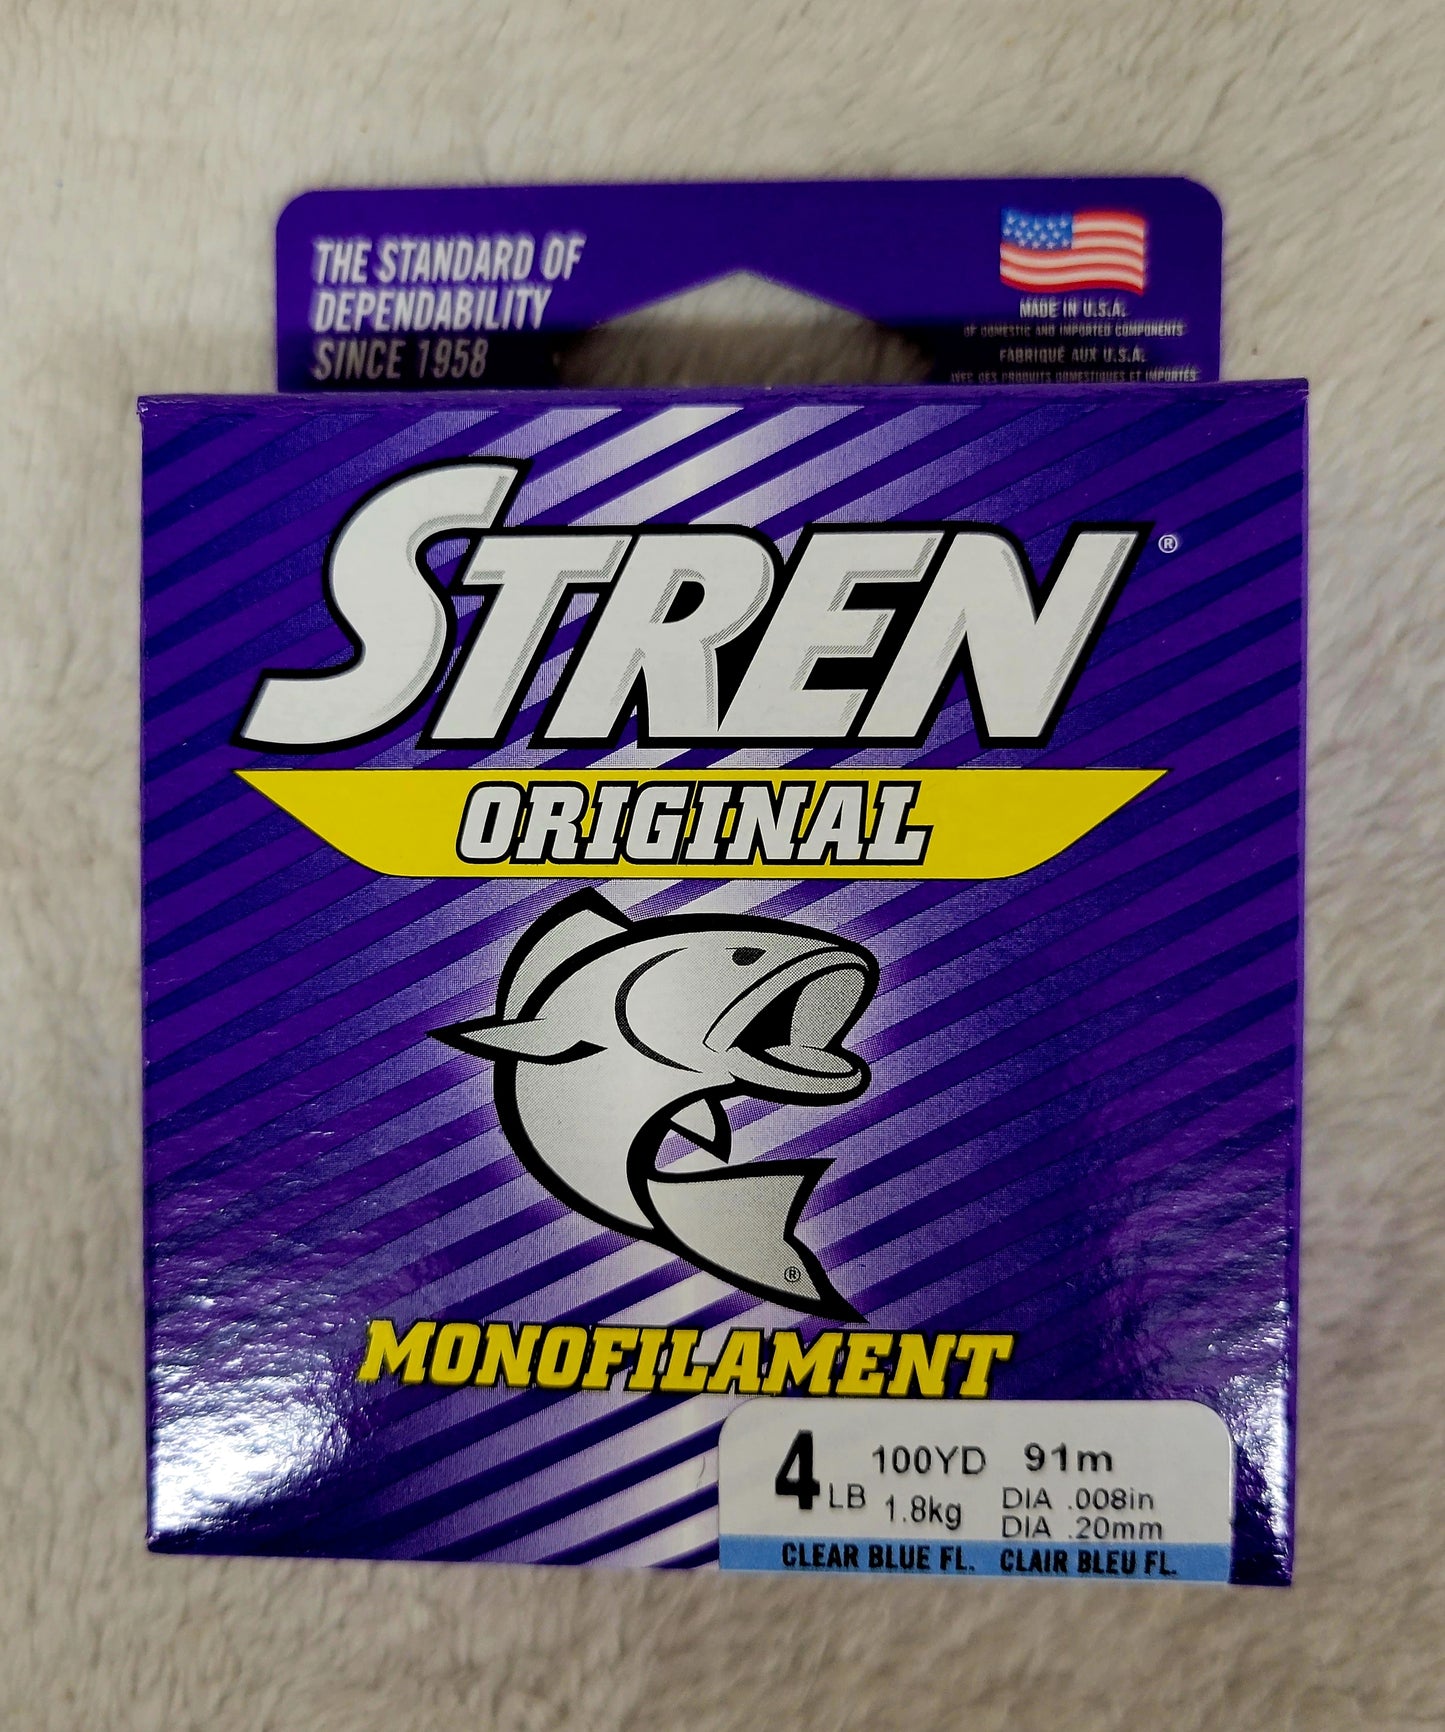 THE STANDARD OF
DEPENDABILITY
SINCE 1958
MADE IN U.S.A.
OF DOMESTIC AND IMPORTED COMPONENTS
FABRIQUÉ AUX U.S.A.
AVEC DES PRODUITS DOMESTIQUES ET IMPORTÉS
STREN®
ORIGINAL
®
MONOFILAMENT
4 LB 100YD 91m
1.8kg DIA .008in
DIA .20mm
CLEAR BLUE FL. CLAIR BLEU FL.